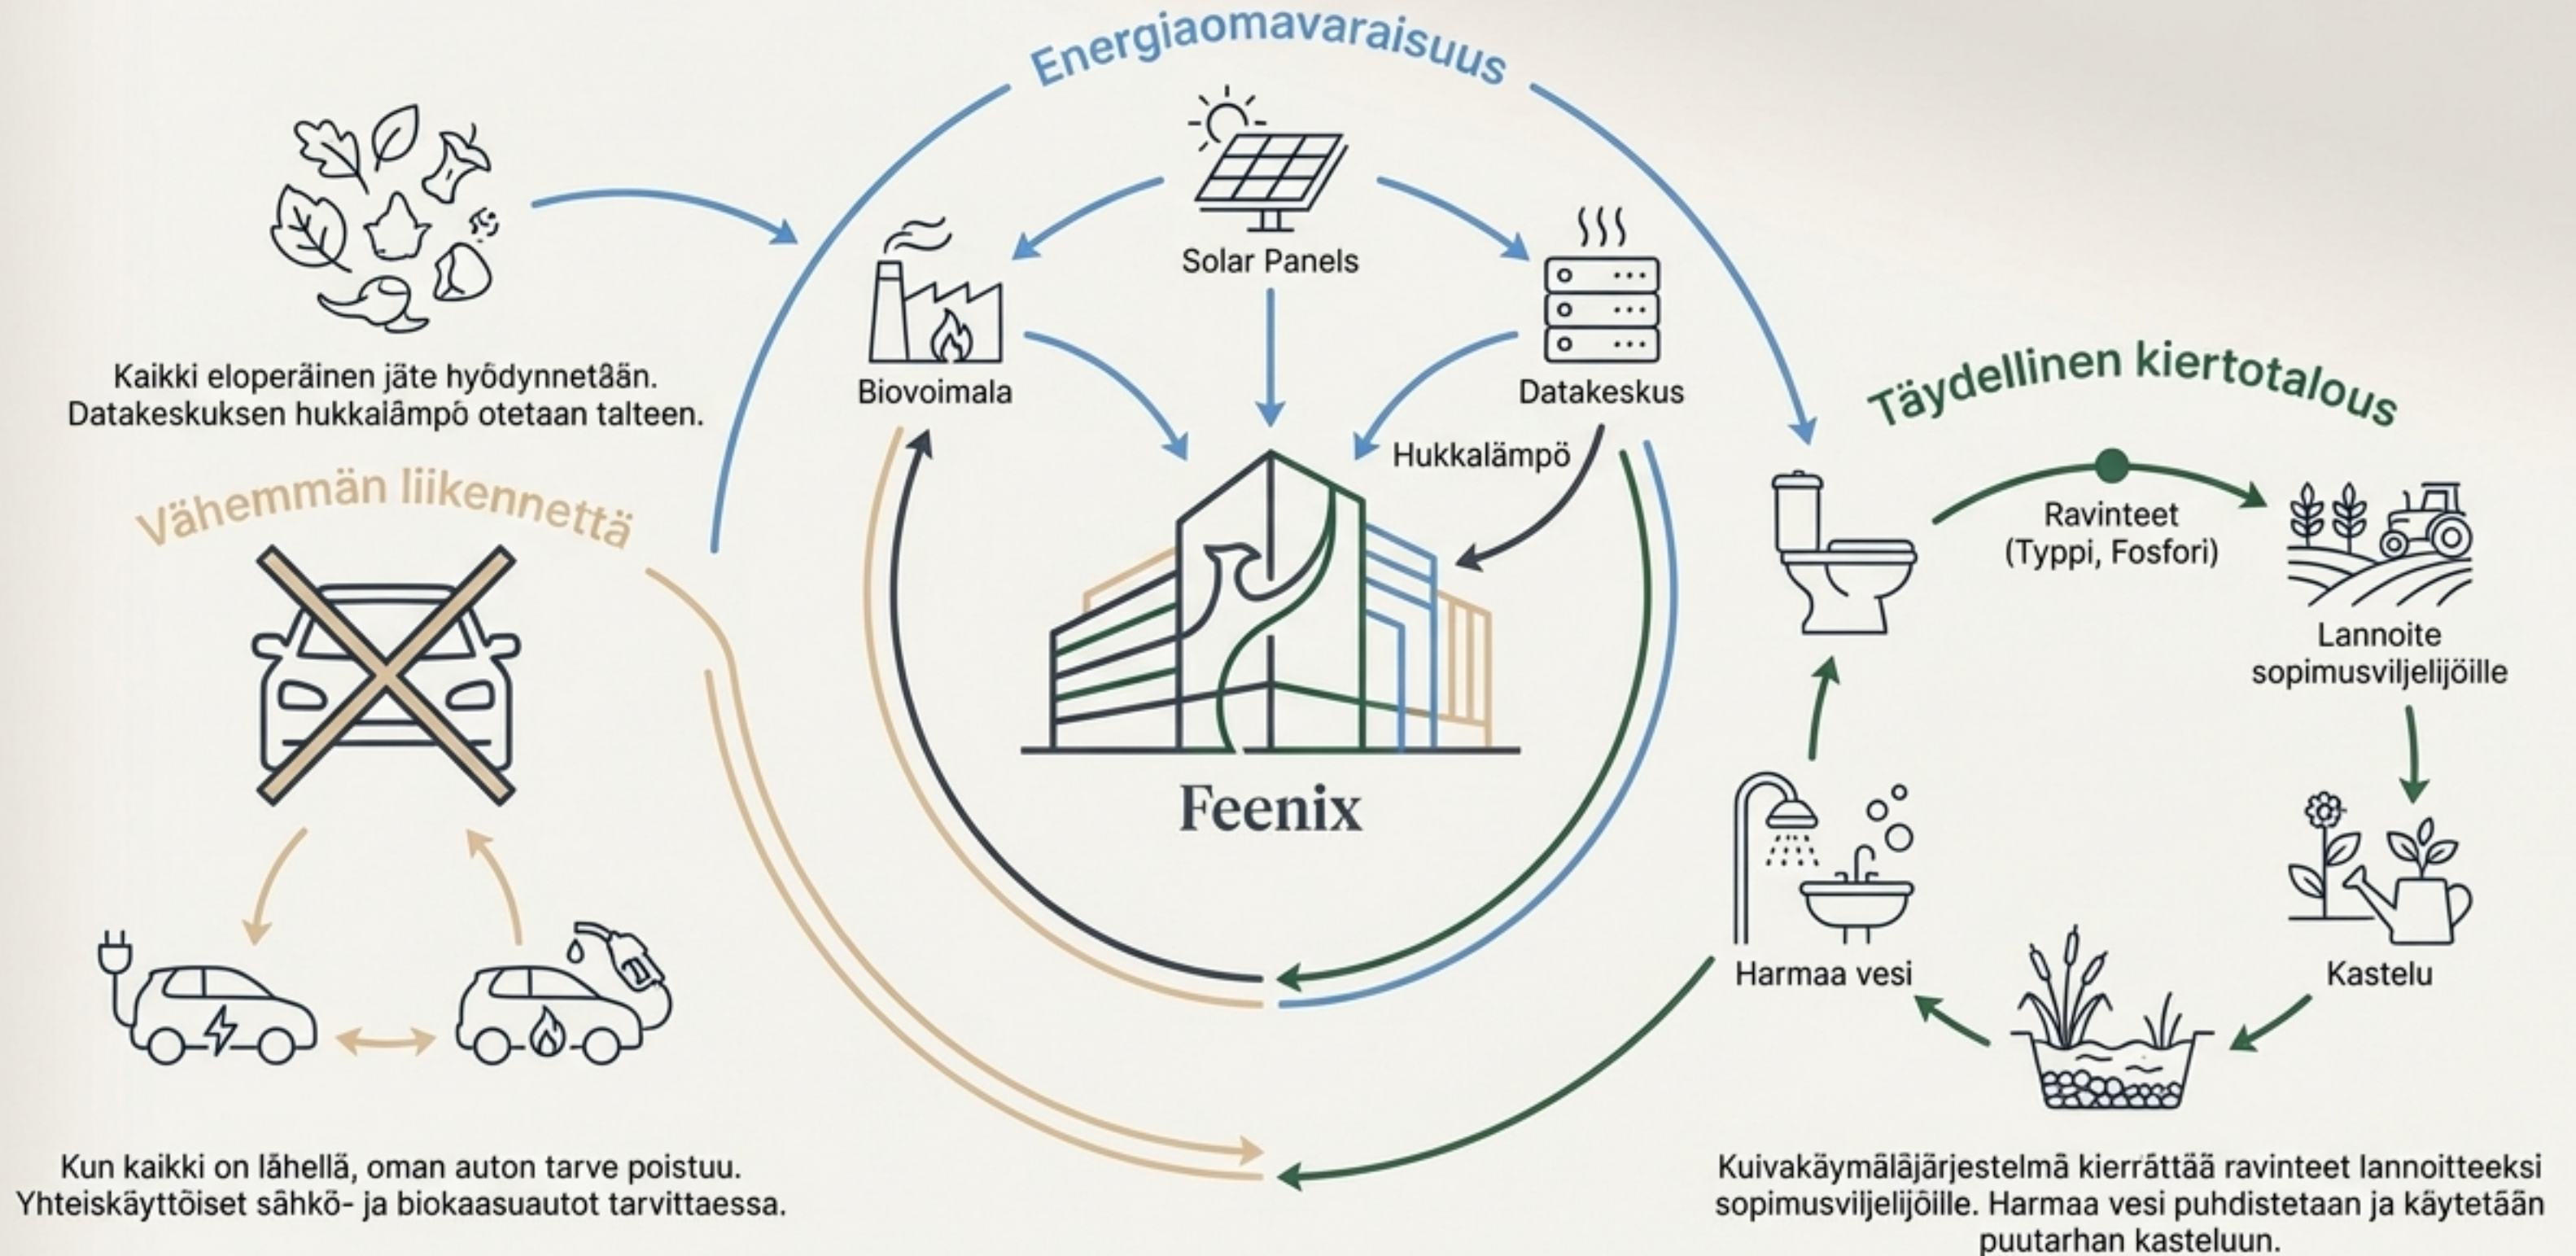 Energiaomavaraisuus
Solar Panels
Biovoimala
Datakeskus
Hukkalämpö
Feenix
Kaikki eloperäinen jäte hyödynnetään.
Datakeskuksen hukkalämpö otetaan talteen.
Vähemmän liikennettä
Kun kaikki on lähellä, oman auton tarve poistuu.
Yhteiskäyttöiset sähkö- ja biokaasuautot tarvittaessa.
Täydellinen kiertotalous
Ravinteet
(Typpi, Fosfori)
Lannoite
sopimusviljelijöille
Kastelu
Harmaa vesi
Kuivakäymäläjärjestelmä kierrättää ravinteet lannoitteeksi
sopimusviljelijöille. Harmaa vesi puhdistetaan ja käytetään
puutarhan kasteluun.